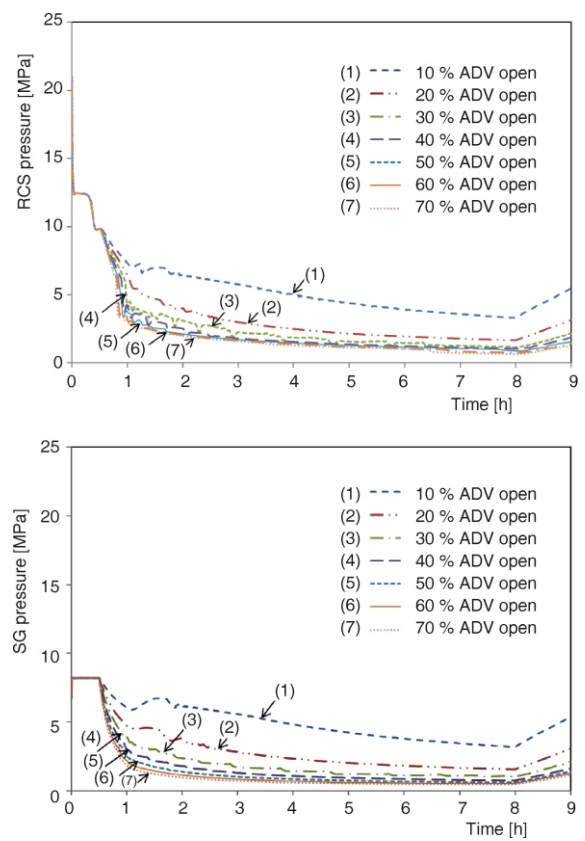 25
20
15
10
5
0
RCS pressure [MPa]
(1) 10 % ADV open
(2) 20 % ADV open
(3) 30 % ADV open
(4) 40 % ADV open
(5) 50 % ADV open
(6) 60 % ADV open
(7) 70 % ADV open
(1)
(2)
(3)
(4)
(5)
(6)
(7)
0 1 2 3 4 5 6 7 8 9
Time [h]
25
20
15
10
5
0
SG pressure [MPa]
(1) 10 % ADV open
(2) 20 % ADV open
(3) 30 % ADV open
(4) 40 % ADV open
(5) 50 % ADV open
(6) 60 % ADV open
(7) 70 % ADV open
(1)
(2)
(3)
(4)
(5)
(6)
(7)
0 1 2 3 4 5 6 7 8 9
Time [h]